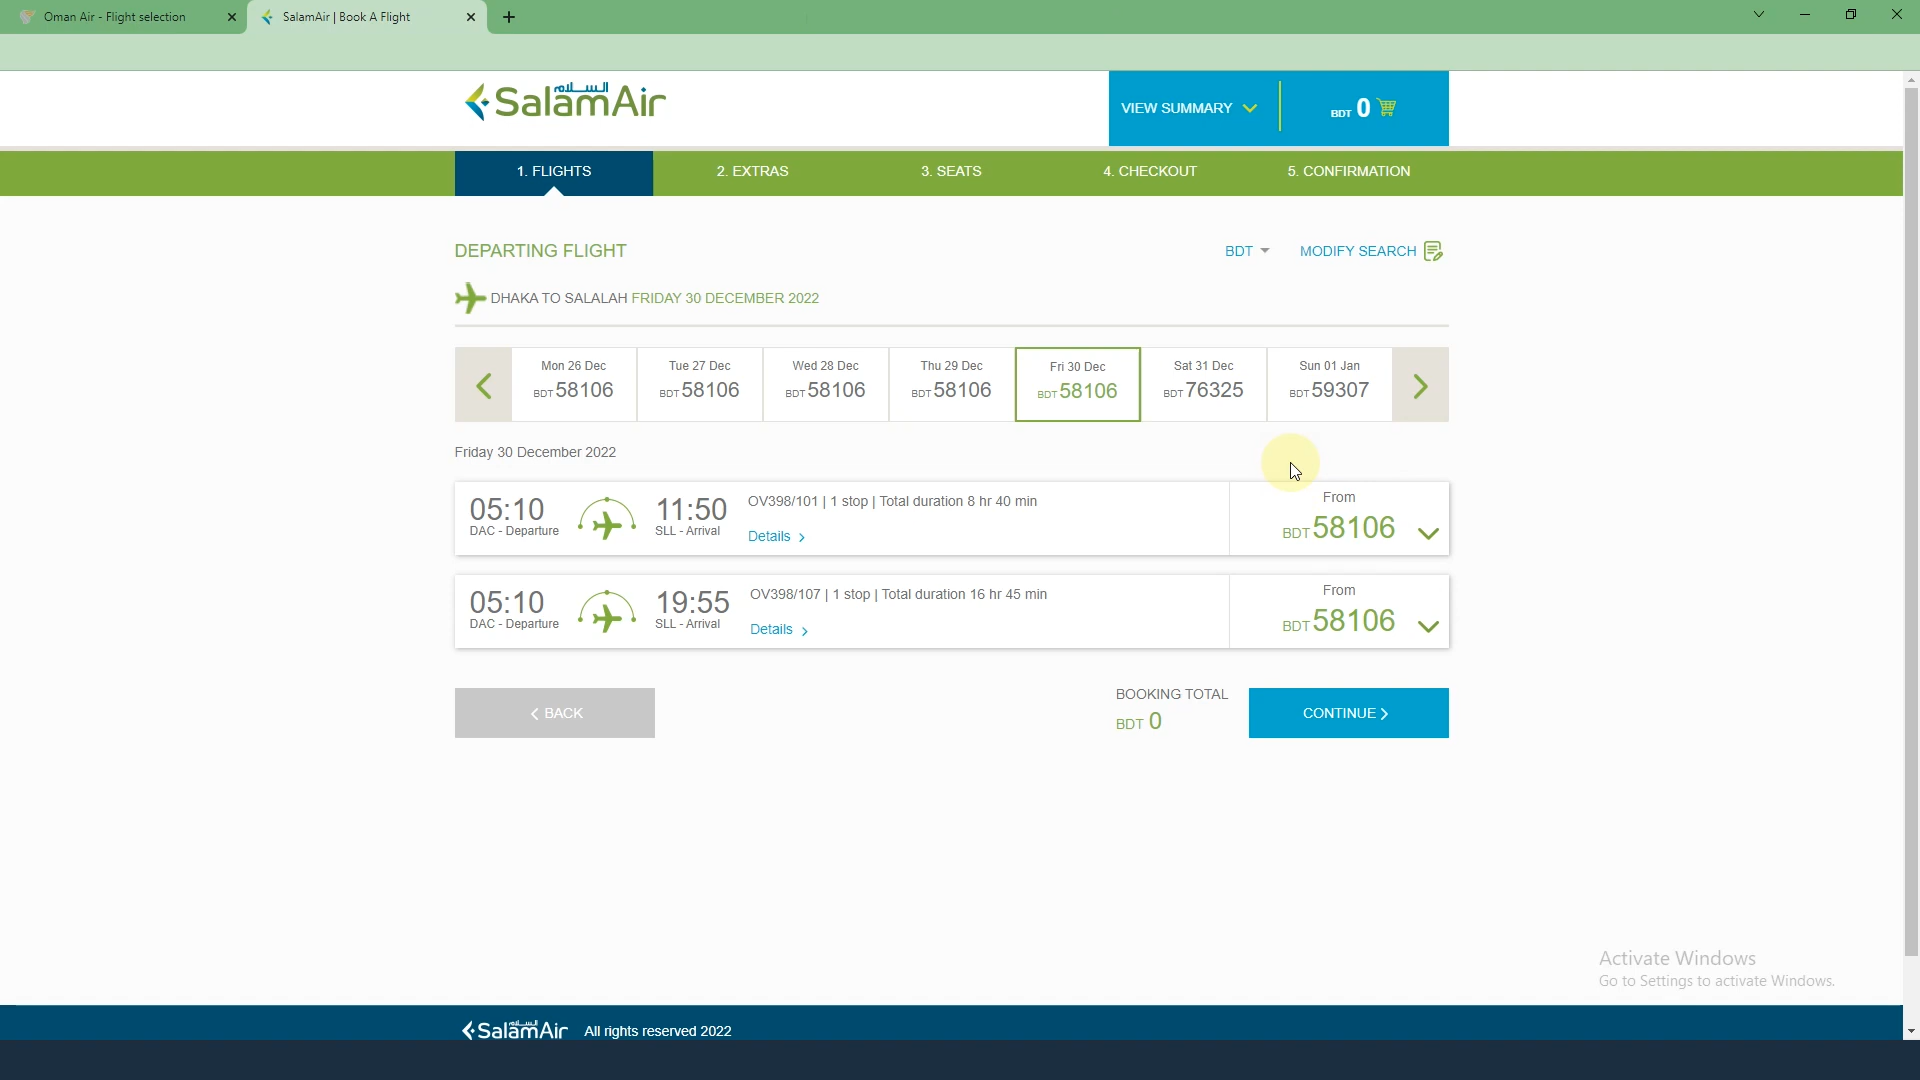 Oman Air - Flight selection
SalamAir | Book A Flight
السلام
SalamAir
VIEW SUMMARY
BDT 0
1. FLIGHTS
2. EXTRAS
3. SEATS
4. CHECKOUT
5. CONFIRMATION
DEPARTING FLIGHT
BDT
MODIFY SEARCH
DHAKA TO SALALAH FRIDAY 30 DECEMBER 2022
Mon 26 Dec
BDT 58106
Tue 27 Dec
BDT 58106
Wed 28 Dec
BDT 58106
Thu 29 Dec
BDT 58106
Fri 30 Dec
BDT 58106
Sat 31 Dec
BDT 76325
Sun 01 Jan
BDT 59307
Friday 30 December 2022
05:10
DAC - Departure
11:50
SLL - Arrival
OV398/101 | 1 stop | Total duration 8 hr 40 min
Details
From
BDT 58106
05:10
DAC - Departure
19:55
SLL - Arrival
OV398/107 | 1 stop | Total duration 16 hr 45 min
Details
From
BDT 58106
BACK
BOOKING TOTAL
BDT 0
CONTINUE
Activate Windows
Go to Settings to activate Windows.
السلام
SalamAir
All rights reserved 2022